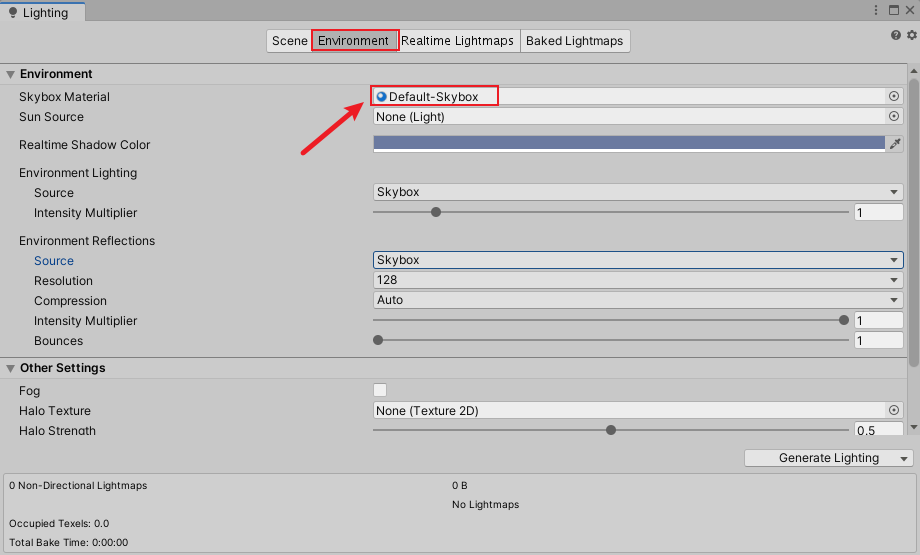 Lighting
Scene Environment Realtime Lightmaps Baked Lightmaps
Environment
Skybox Material Default-Skybox
Sun Source None (Light)
Realtime Shadow Color
Environment Lighting
Source Skybox
Intensity Multiplier 1
Environment Reflections
Source Skybox
Resolution 128
Compression Auto
Intensity Multiplier 1
Bounces 1
Other Settings
Fog
Halo Texture None (Texture 2D)
Halo Strength 0.5
Generate Lighting
0 Non-Directional Lightmaps 0 B
No Lightmaps
Occupied Texels: 0.0
Total Bake Time: 0:00:00